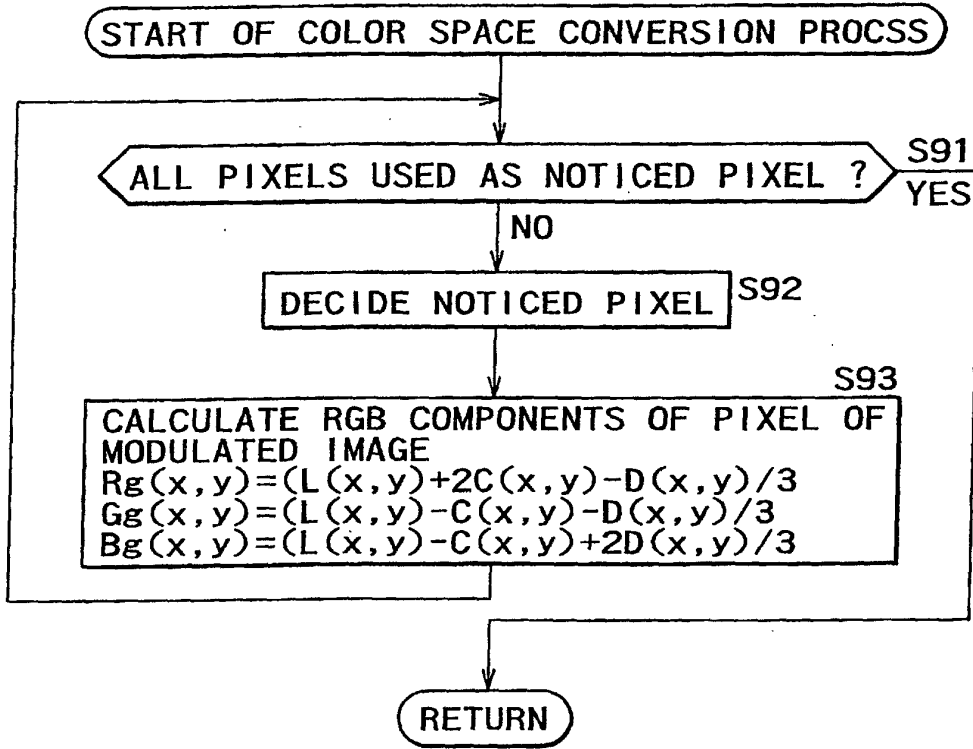 START OF COLOR SPACE CONVERSION PROCSS
ALL PIXELS USED AS NOTICED PIXEL ?
S91
YES
NO
DECIDE NOTICED PIXEL
S92
S93
CALCULATE RGB COMPONENTS OF PIXEL OF
MODULATED IMAGE
Rg(x,y)=(L(x,y)+2C(x,y)-D(x,y)/3
Gg(x,y)=(L(x,y)-C(x,y)-D(x,y)/3
Bg(x,y)=(L(x,y)-C(x,y)+2D(x,y)/3
RETURN